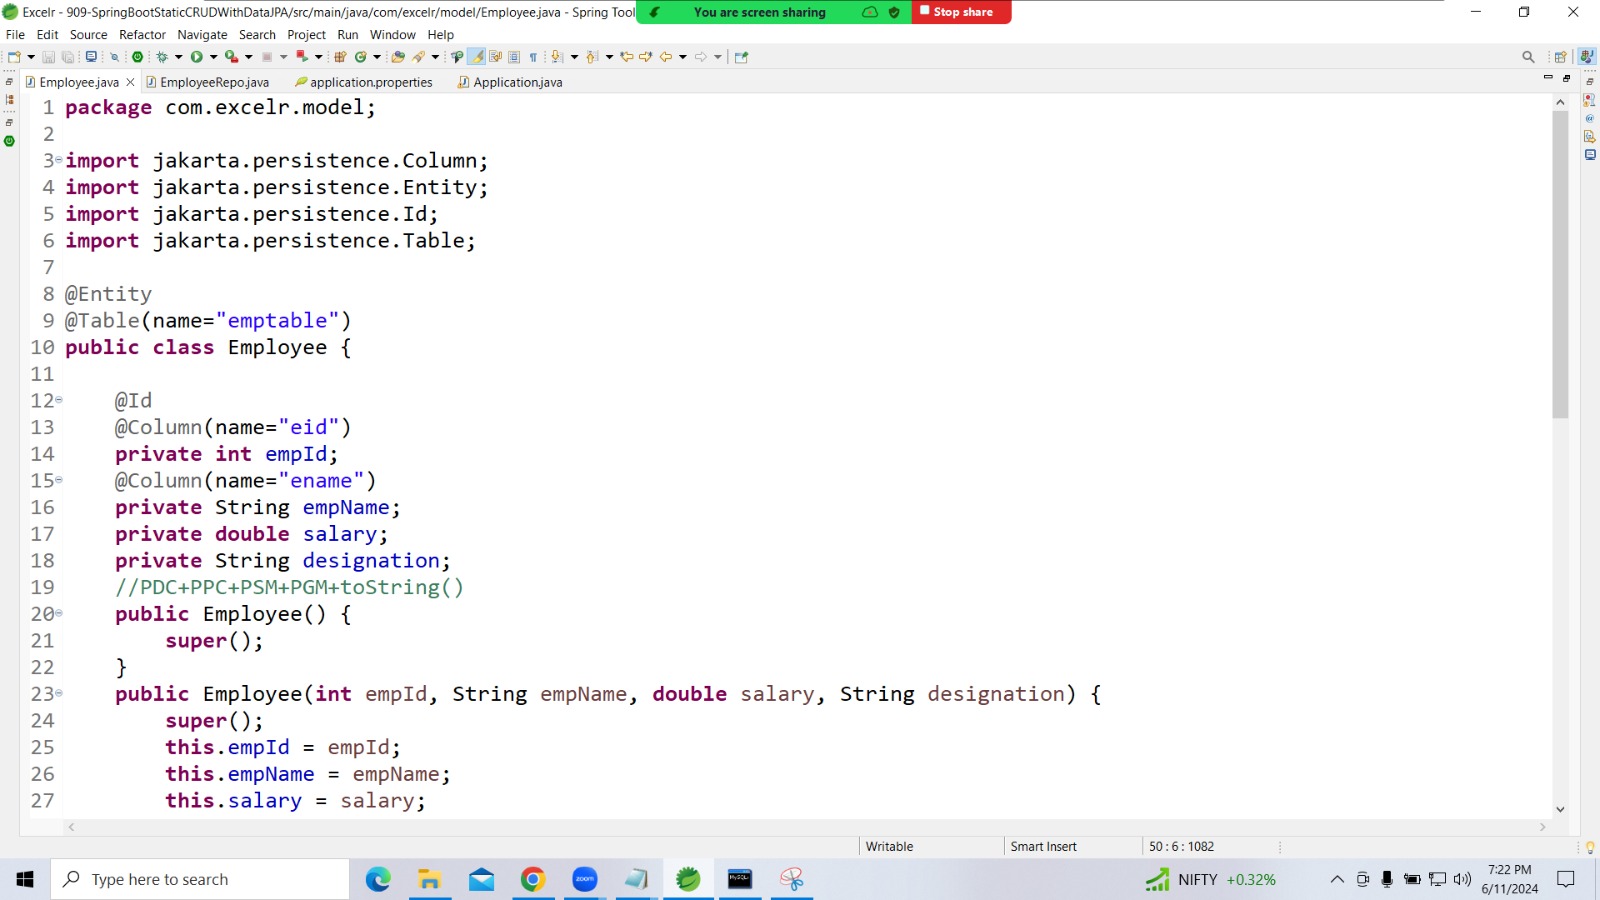 Excelr - 909-SpringBootStaticCRUDWithDataJPA/src/main/java/com/excelr/model/Employee.java - Spring Tool
You are screen sharing
Stop share
File Edit Source Refactor Navigate Search Project Run Window Help
Employee.java EmployeeRepo.java application.properties Application.java
1 package com.excelr.model;
2
3 import jakarta.persistence.Column;
4 import jakarta.persistence.Entity;
5 import jakarta.persistence.Id;
6 import jakarta.persistence.Table;
7
8 @Entity
9 @Table(name="emptable")
10 public class Employee {
11
12 @Id
13 @Column(name="eid")
14 private int empId;
15 @Column(name="ename")
16 private String empName;
17 private double salary;
18 private String designation;
19 //PDC+PPC+PSM+PGM+toString()
20 public Employee() {
21 super();
22 }
23 public Employee(int empId, String empName, double salary, String designation) {
24 super();
25 this.empId = empId;
26 this.empName = empName;
27 this.salary = salary;
Writable Smart Insert 50 : 6 : 1082
Type here to search
zoom
MySQL
NIFTY +0.32%
7:22 PM
6/11/2024